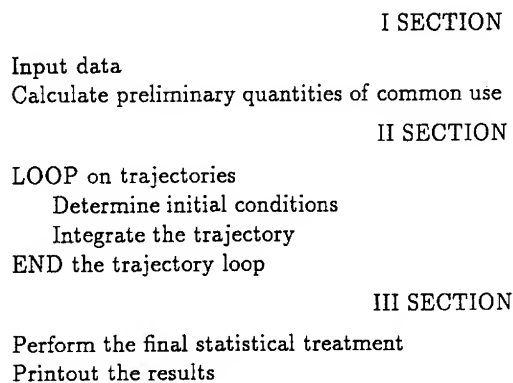 I SECTION
Input data
Calculate preliminary quantities of common use
II SECTION
LOOP on trajectories
Determine initial conditions
Integrate the trajectory
END the trajectory loop
III SECTION
Perform the final statistical treatment
Printout the results